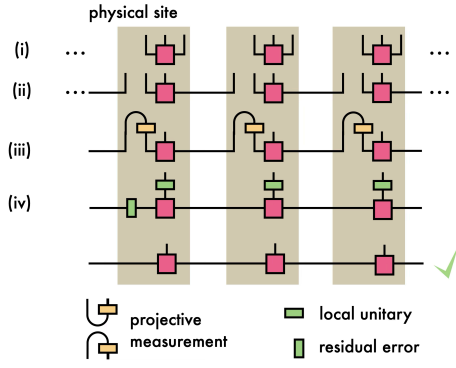 physical site
(i) ... ...
(ii) ... ...
(iii)
(iv)
projective
measurement
local unitary
residual error